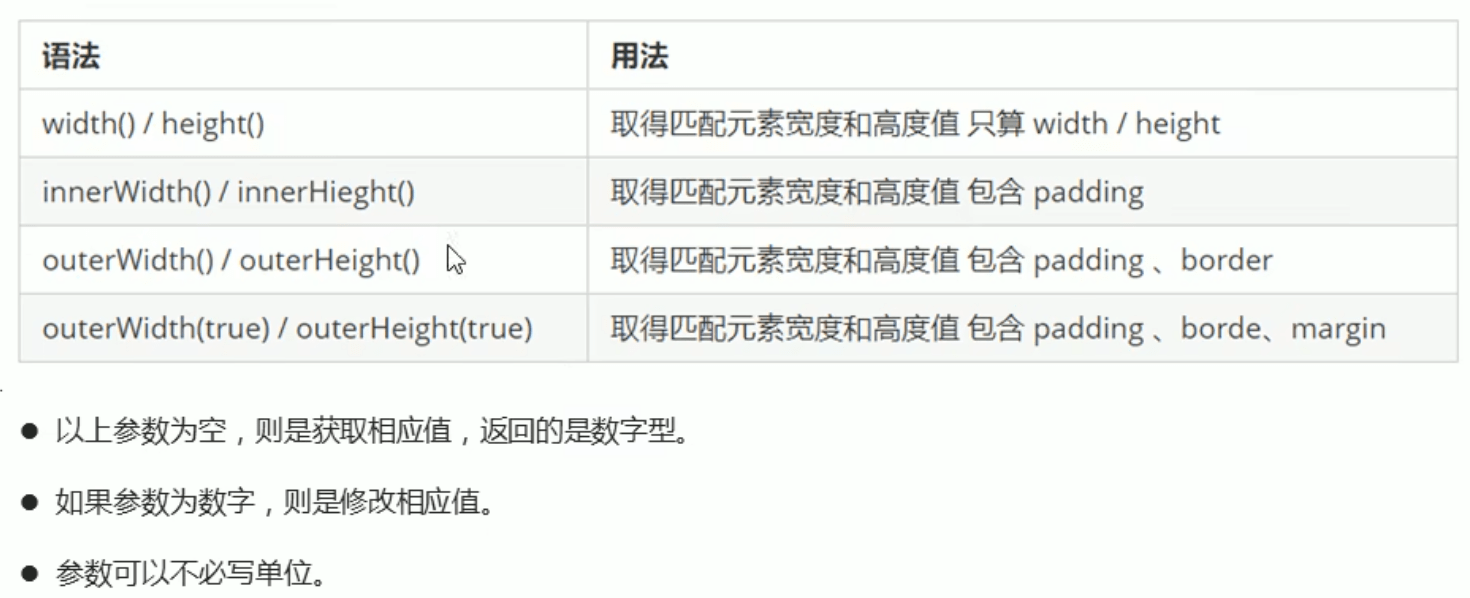 语法 用法
width() / height() 取得匹配元素宽度和高度值 只算 width / height
innerWidth() / innerHieght() 取得匹配元素宽度和高度值 包含 padding
outerWidth() / outerHeight() 取得匹配元素宽度和高度值 包含 padding 、border
outerWidth(true) / outerHeight(true) 取得匹配元素宽度和高度值 包含 padding 、borde、margin
● 以上参数为空，则是获取相应值，返回的是数字型。
● 如果参数为数字，则是修改相应值。
● 参数可以不必写单位。